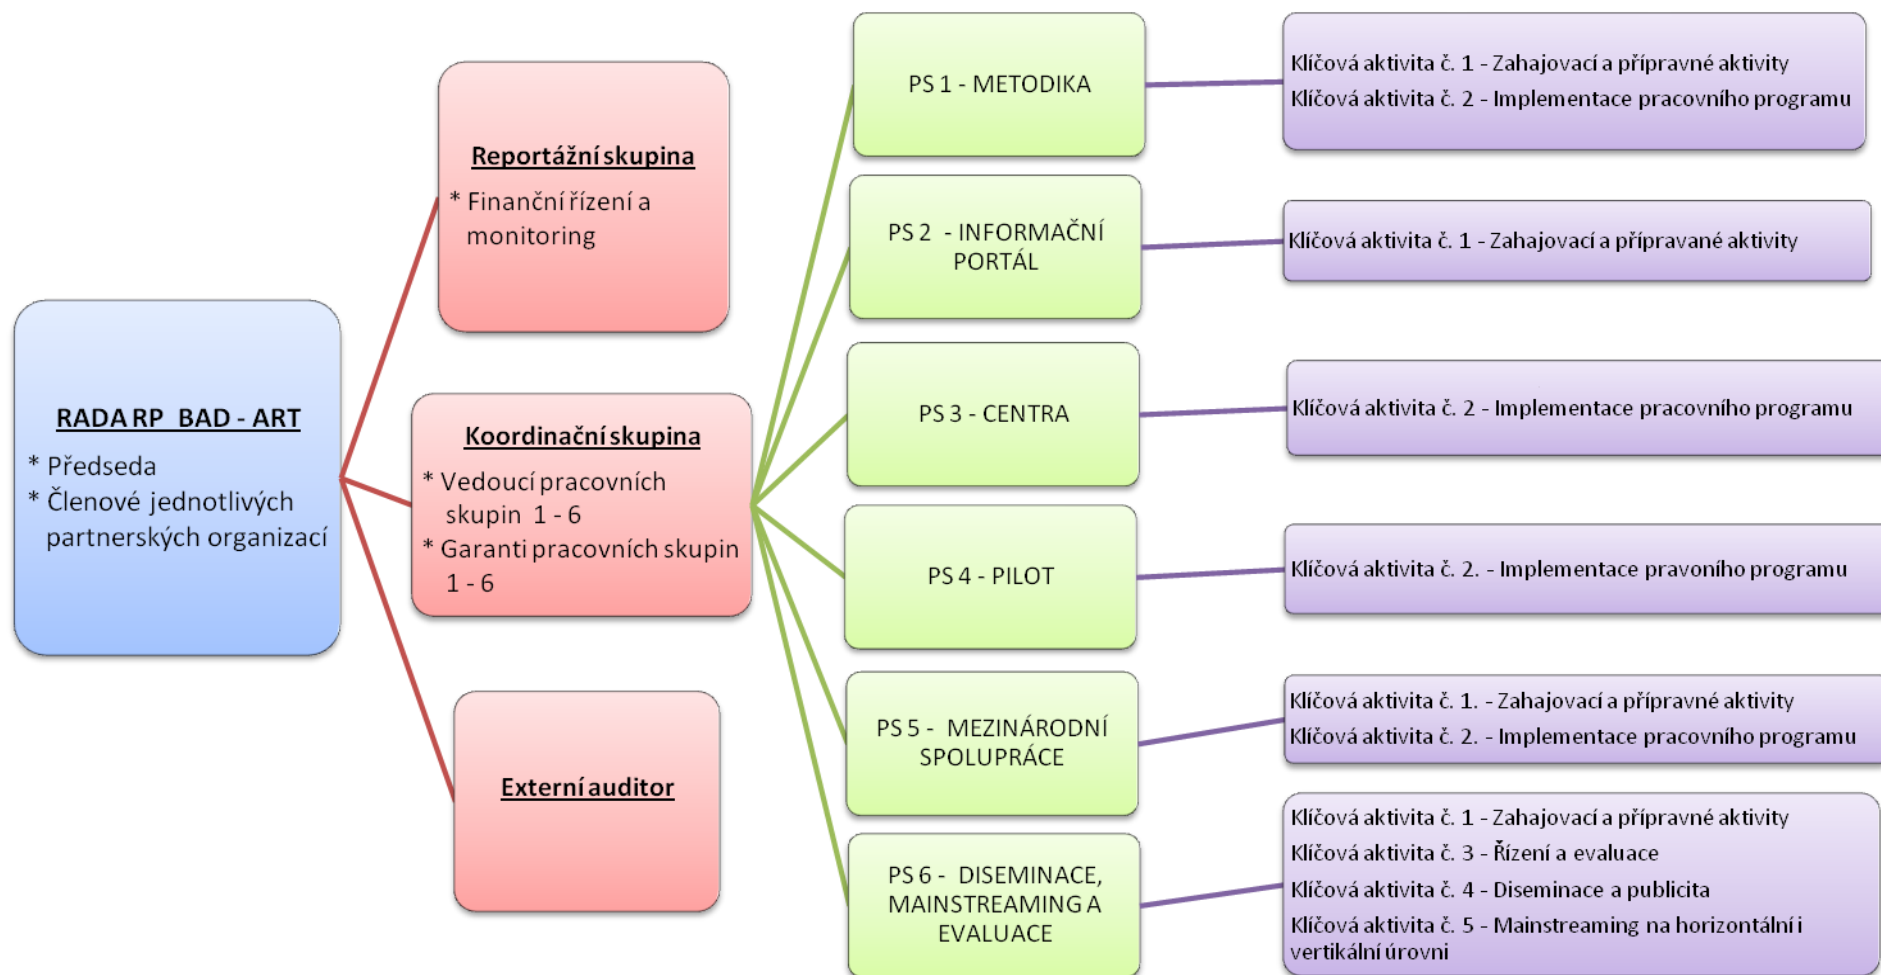 RADA RP BAD - ART
* Předseda
* Členové jednotlivých
partnerských organizací
Reportážní skupina
* Finanční řízení a
monitoring
Koordinační skupina
* Vedoucí pracovních
skupin 1 - 6
* Garanti pracovních skupin
1 - 6
Externí auditor
PS 1 - METODIKA
Klíčová aktivita č. 1 - Zahajovací a přípravné aktivity
Klíčová aktivita č. 2 - Implementace pracovního programu
PS 2 - INFORMAČNÍ
PORTÁL
Klíčová aktivita č. 1 - Zahajovací a přípravané aktivity
PS 3 - CENTRA
Klíčová aktivita č. 2 - Implementace pracovního programu
PS 4 - PILOT
Klíčová aktivita č. 2. - Implementace pravoního programu
PS 5 - MEZINÁRODNÍ
SPOLUPRÁCE
Klíčová aktivita č. 1. - Zahajovací a přípravné aktivity
Klíčová aktivita č. 2. - Implementace pracovního programu
PS 6 - DISEMINACE,
MAINSTREAMING A
EVALUACE
Klíčová aktivita č. 1 - Zahajovací a přípravné aktivity
Klíčová aktivita č. 3 - Řízení a evaluace
Klíčová aktivita č. 4 - Diseminace a publicita
Klíčová aktivita č. 5 - Mainstreaming na horizontální i
vertikální úrovni